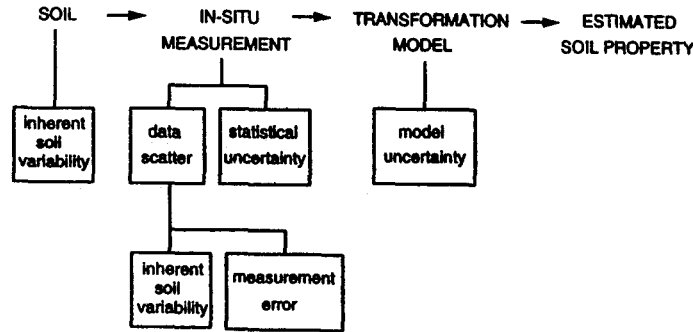 SOIL
IN-SITU
MEASUREMENT
TRANSFORMATION
MODEL
ESTIMATED
SOIL PROPERTY
inherent
soil
variability
data
scatter
statistical
uncertainty
model
uncertainty
inherent
soil
variability
measurement
error